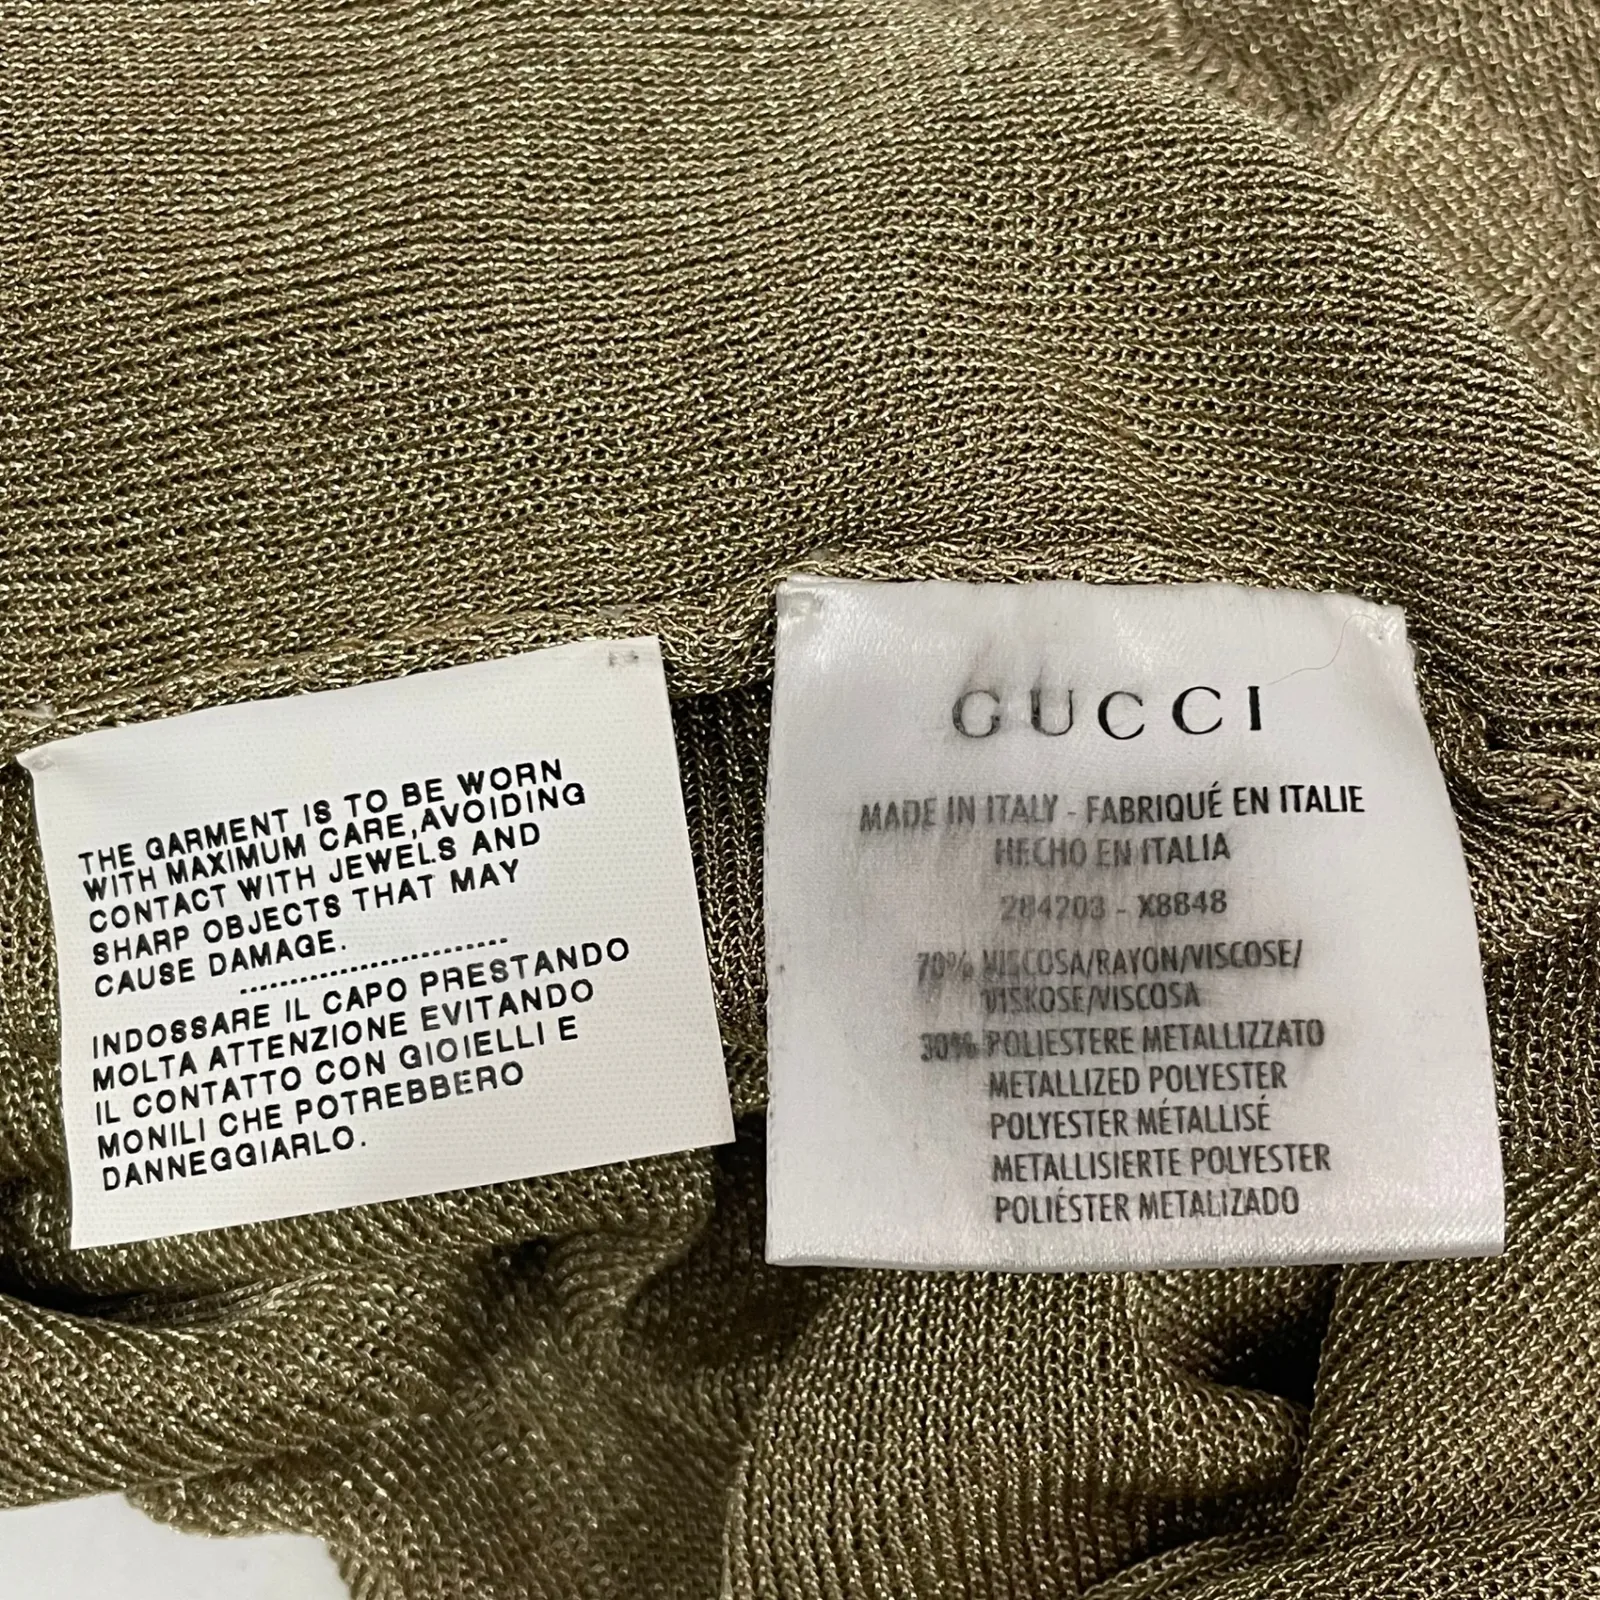 THE GARMENT IS TO BE WORN
WITH MAXIMUM CARE,AVOIDING
CONTACT WITH JEWELS AND
SHARP OBJECTS THAT MAY
CAUSE DAMAGE.
........................
INDOSSARE IL CAPO PRESTANDO
MOLTA ATTENZIONE EVITANDO
IL CONTATTO CON GIOIELLI E
MONILI CHE POTREBBERO
DANNEGGIARLO.
GUCCI
MADE IN ITALY - FABRIQUÉ EN ITALIE
HECHO EN ITALIA
284203 - X8848
70% VISCOSA/RAYON/VISCOSE/
VISKOSE/VISCOSA
30% POLIESTERE METALLIZZATO
METALLIZED POLYESTER
POLYESTER MÉTALLISÉ
METALLISIERTE POLYESTER
POLIÉSTER METALIZADO